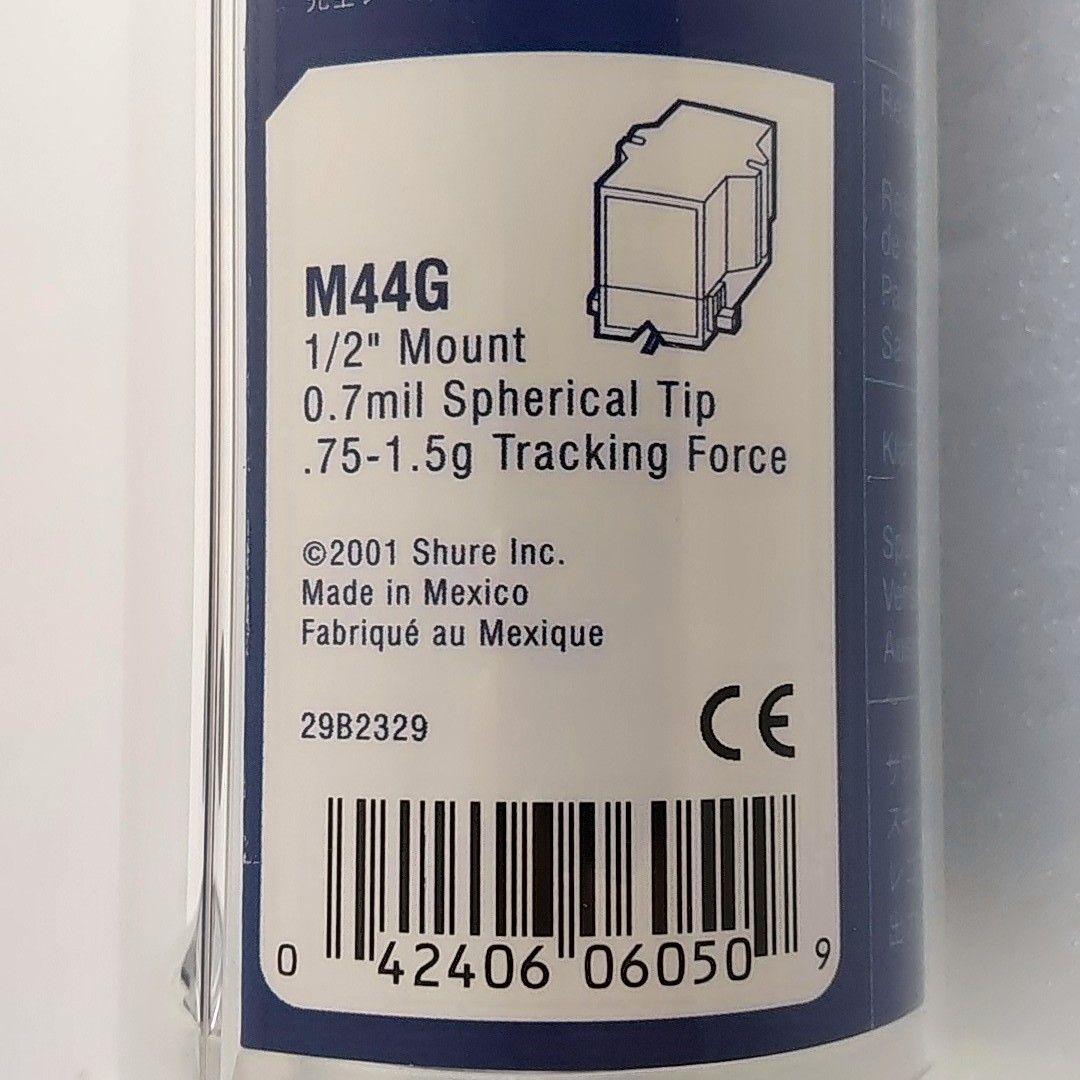 M44G
1/2" Mount
0.7mil Spherical Tip
.75-1.5g Tracking Force
©2001 Shure Inc.
Made in Mexico
Fabriqué au Mexique
29B2329
CE
0 42406 06050 9